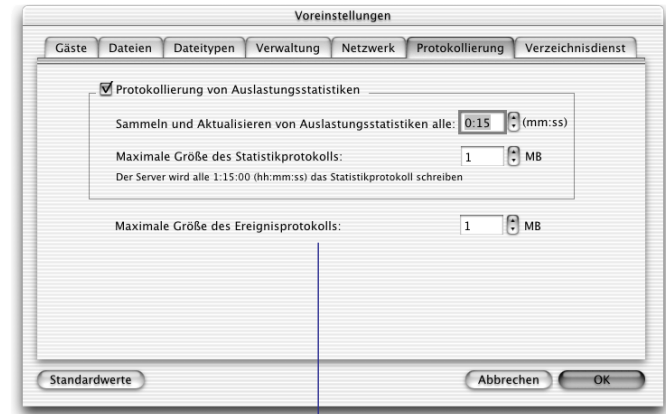 Voreinstellungen
Gäste Dateien Dateitypen Verwaltung Netzwerk Protokollierung Verzeichnisdienst
Protokollierung von Auslastungsstatistiken
Sammeln und Aktualisieren von Auslastungsstatistiken alle: 0:15 (mm:ss)
Maximale Größe des Statistikprotokolls: 1 MB
Der Server wird alle 1:15:00 (hh:mm:ss) das Statistikprotokoll schreiben
Maximale Größe des Ereignisprotokolls: 1 MB
Standardwerte Abbrechen OK